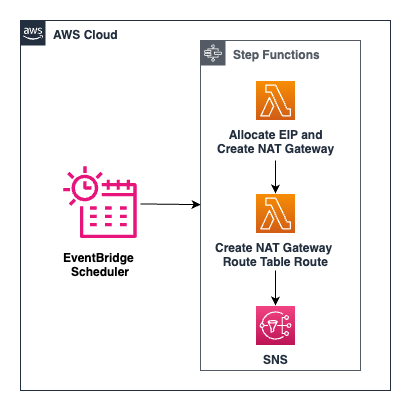 aws
AWS Cloud
Step Functions
Allocate EIP and
Create NAT Gateway
EventBridge
Scheduler
Create NAT Gateway
Route Table Route
SNS